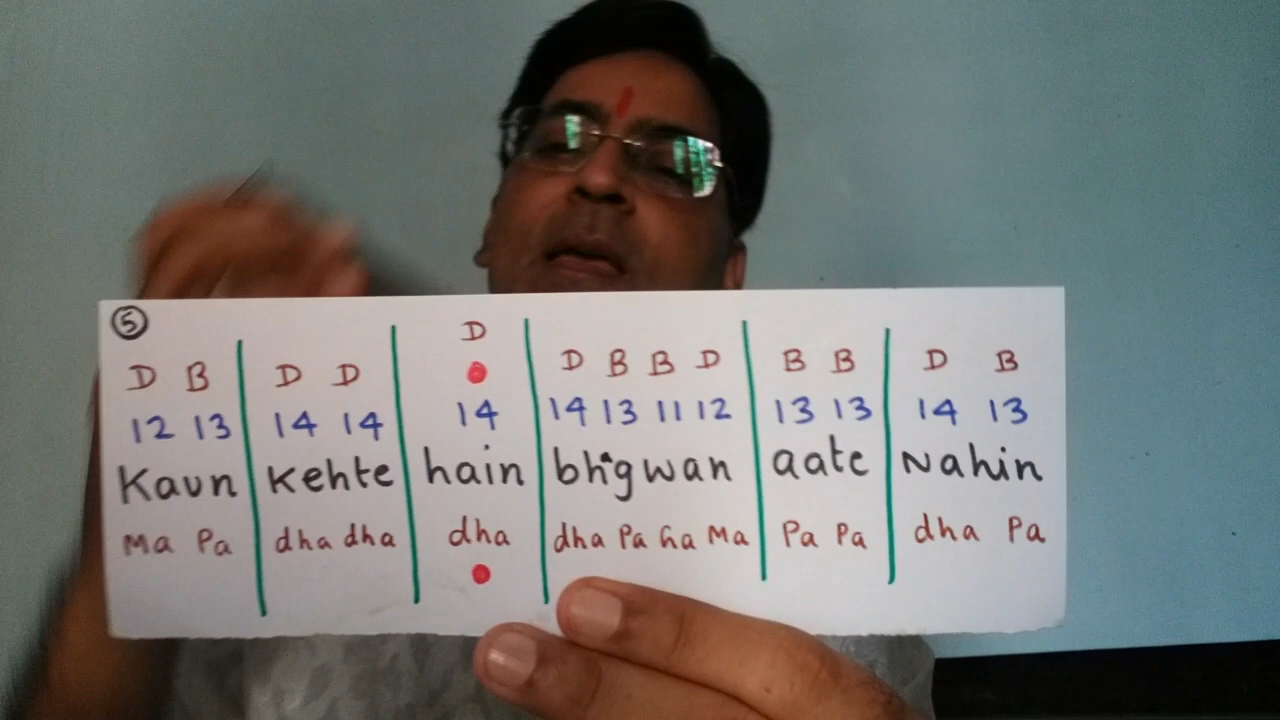 5
D
D B D D D B B D B B D B
12 13 14 14 14 14 13 11 12 13 13 14 13
Kaun Kehte hain bhagwan aate Nahin
Ma Pa dha dha dha dha Pa Ga Ma Pa Pa dha Pa